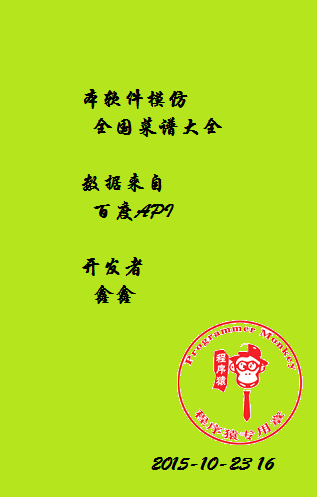 本软件模仿
全国菜谱大全
数据来自
百度API
开发者
鑫鑫
Programmer Monkey
程序猿
程序猿专用章
2015-10-23 16